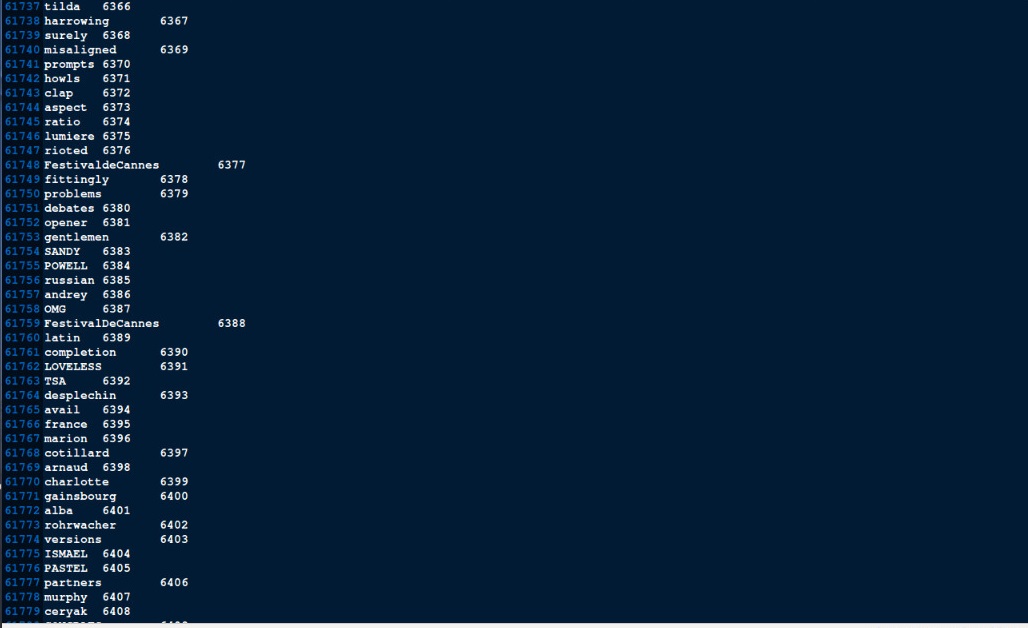 61737 tilda 6366
61738 harrowing 6367
61739 surely 6368
61740 misaligned 6369
61741 prompts 6370
61742 howls 6371
61743 clap 6372
61744 aspect 6373
61745 ratio 6374
61746 lumiere 6375
61747 rioted 6376
61748 FestivaldeCannes 6377
61749 fittingly 6378
61750 problems 6379
61751 debates 6380
61752 opener 6381
61753 gentlemen 6382
61754 SANDY 6383
61755 POWELL 6384
61756 russian 6385
61757 andrey 6386
61758 OMG 6387
61759 FestivalDeCannes 6388
61760 latin 6389
61761 completion 6390
61762 LOVELESS 6391
61763 TSA 6392
61764 desplechin 6393
61765 avail 6394
61766 france 6395
61767 marion 6396
61768 cotillard 6397
61769 arnaud 6398
61770 charlotte 6399
61771 gainsbourg 6400
61772 alba 6401
61773 rohrwacher 6402
61774 versions 6403
61775 ISMAEL 6404
61776 PASTEL 6405
61777 partners 6406
61778 murphy 6407
61779 ceryak 6408